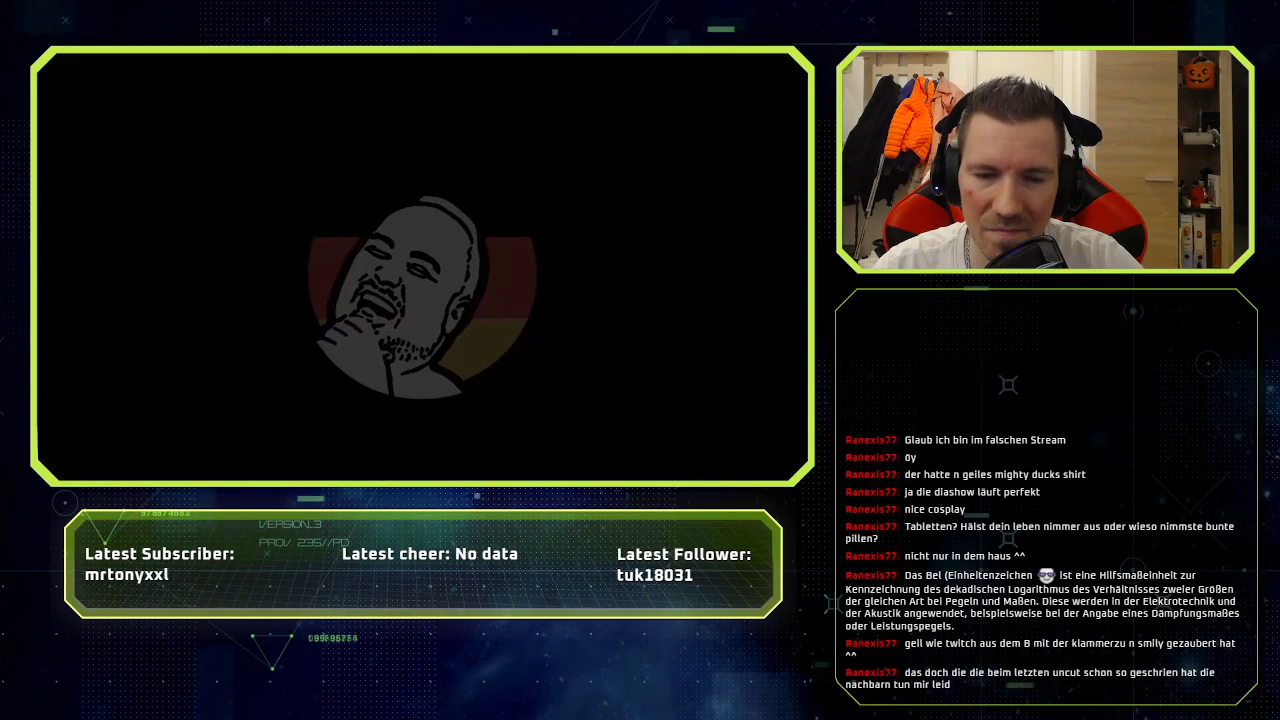 Ranexis77: Glaub ich bin im falschen Stream
Ranexis77: Oy
Ranexis77: der hatte n geiles mighty ducks shirt
Ranexis77: ja die diashow läuft perfekt
Ranexis77: nice cosplay
Ranexis77: Tabletten? Hälst dein leben nimmer aus oder wieso nimmste bunte
pillen?
Ranexis77: nicht nur in dem haus ^^
Ranexis77: Das Bel (Einheitenzeichen ist eine Hilfsmaßeinheit zur
Kennzeichnung des dekadischen Logarithmus des Verhältnisses zweier Größen
der gleichen Art bei Pegeln und Maßen. Diese werden in der Elektrotechnik und
der Akustik angewendet, beispielsweise bei der Angabe eines Dämpfungsmaßes
oder Leistungspegels.
Ranexis77: gell wie twitch aus dem B mit der klammerzu n smily gezaubert hat
^^
Ranexis77: das doch die die beim letzten uncut schon so geschrien hat die
nachbarn tun mir leid
VERSION.3
PROV. 235//PD
Latest Subscriber:
mrtonyxxl
Latest cheer: No data
Latest Follower:
tuk18031